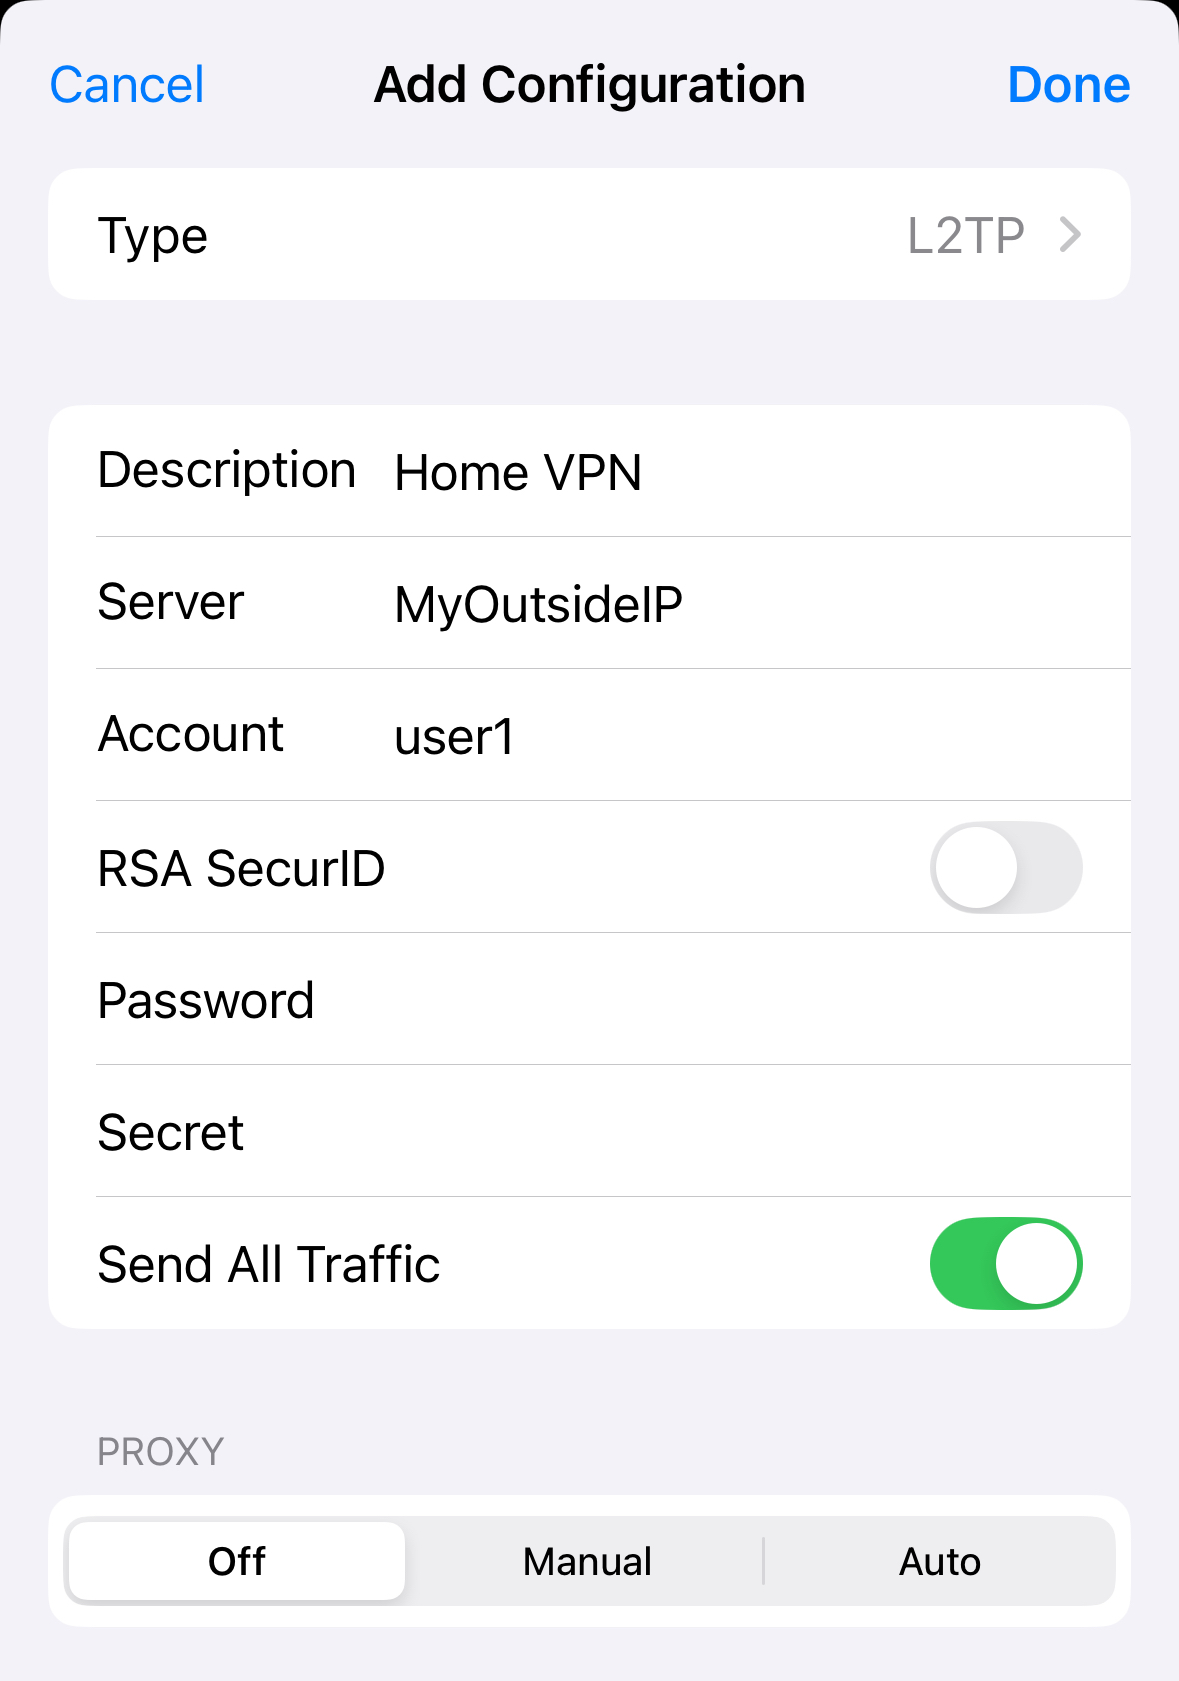 Cancel Add Configuration Done
Type L2TP
Description Home VPN
Server MyOutsideIP
Account user1
RSA SecurID
Password
Secret
Send All Traffic
PROXY
Off Manual Auto